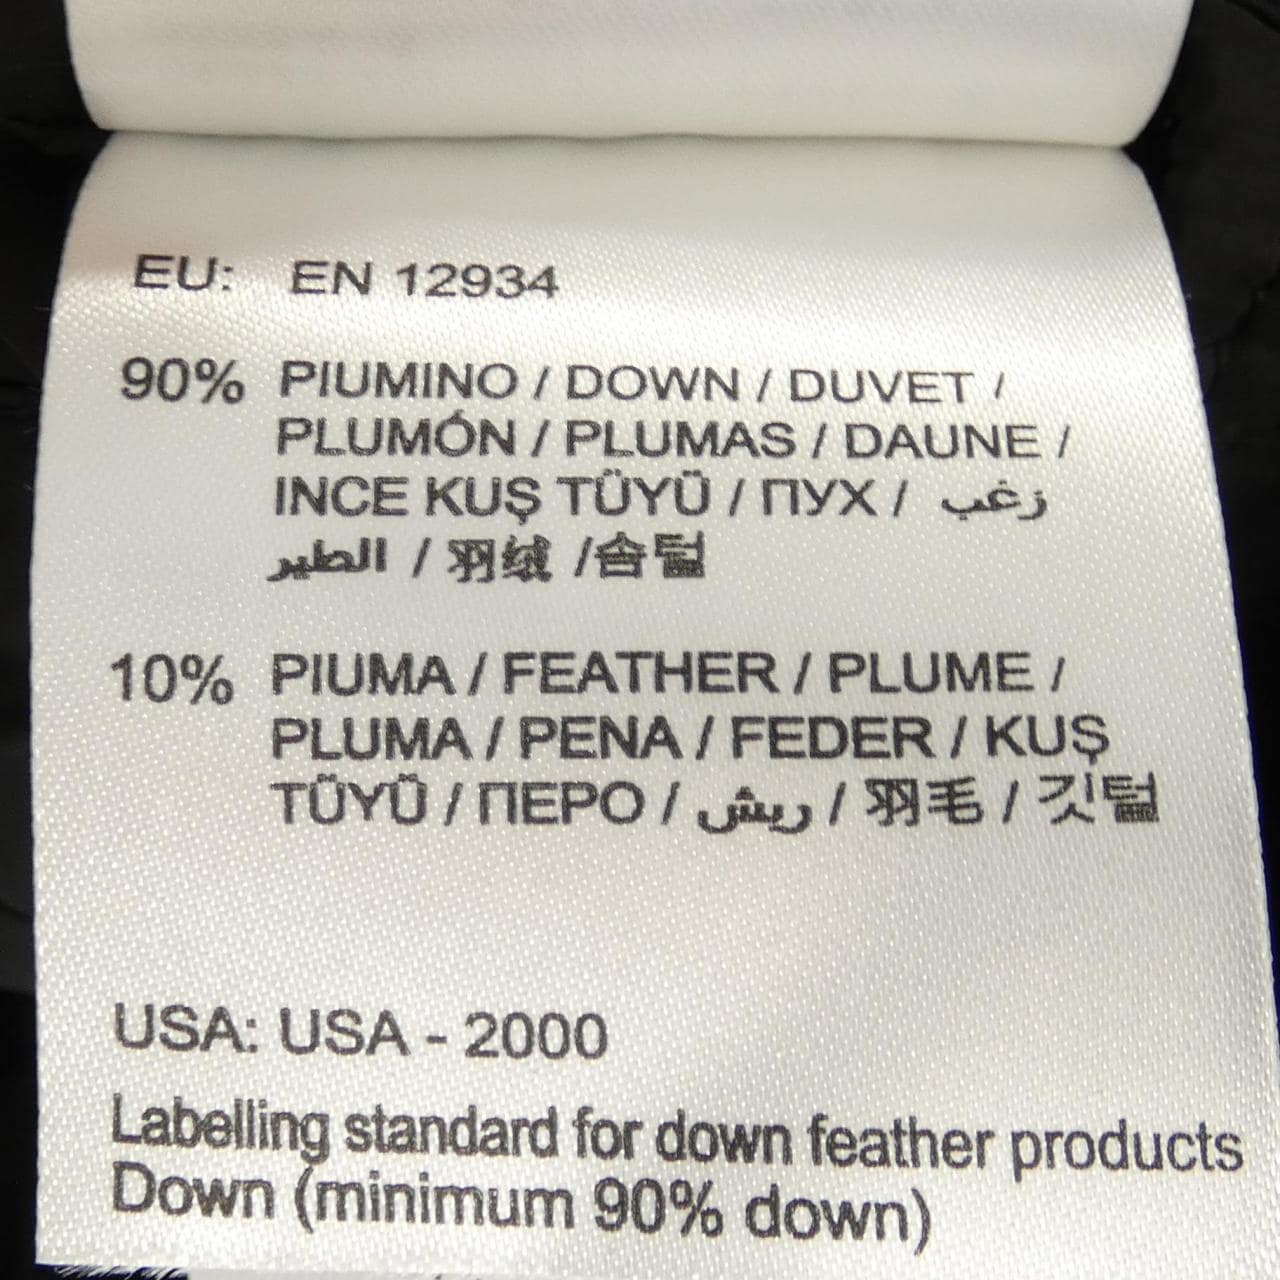 EU: EN 12934
90% PIUMINO / DOWN / DUVET /
PLUMÓN / PLUMAS / DAUNE /
INCE KUŞ TÜYÜ / ПУХ / زغب
الطير / 羽绒 /솜털
10% PIUMA / FEATHER / PLUME /
PLUMA / PENA / FEDER / KUŞ
TÜYÜ / ПЕРО / ريش / 羽毛 / 깃털
USA: USA - 2000
Labelling standard for down feather products
Down (minimum 90% down)